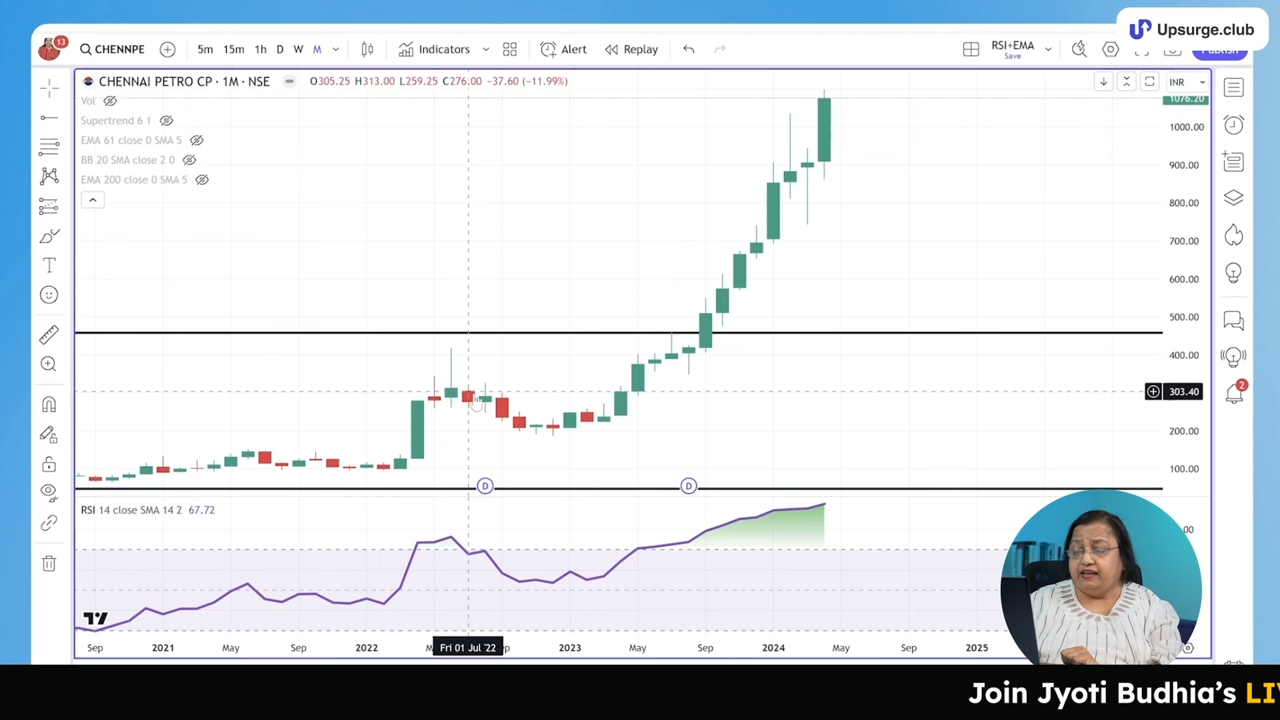 Upsurge.club
13
CHENNPE
5m 15m 1h D W M
Indicators
Alert
Replay
RSI+EMA
Save
CHENNAI PETRO CP · 1M · NSE
O305.25 H313.00 L259.25 C276.00 -37.60 (-11.99%)
INR
Vol
Supertrend 6 1
EMA 61 close 0 SMA 5
BB 20 SMA close 2 0
EMA 200 close 0 SMA 5
1076.20
1000.00
900.00
800.00
700.00
600.00
500.00
400.00
303.40
200.00
100.00
2
D
D
RSI 14 close SMA 14 2 67.72
Sep 2021 May Sep 2022 Fri 01 Jul '22 2023 May Sep 2024 May Sep 2025
Join Jyoti Budhia's LIV